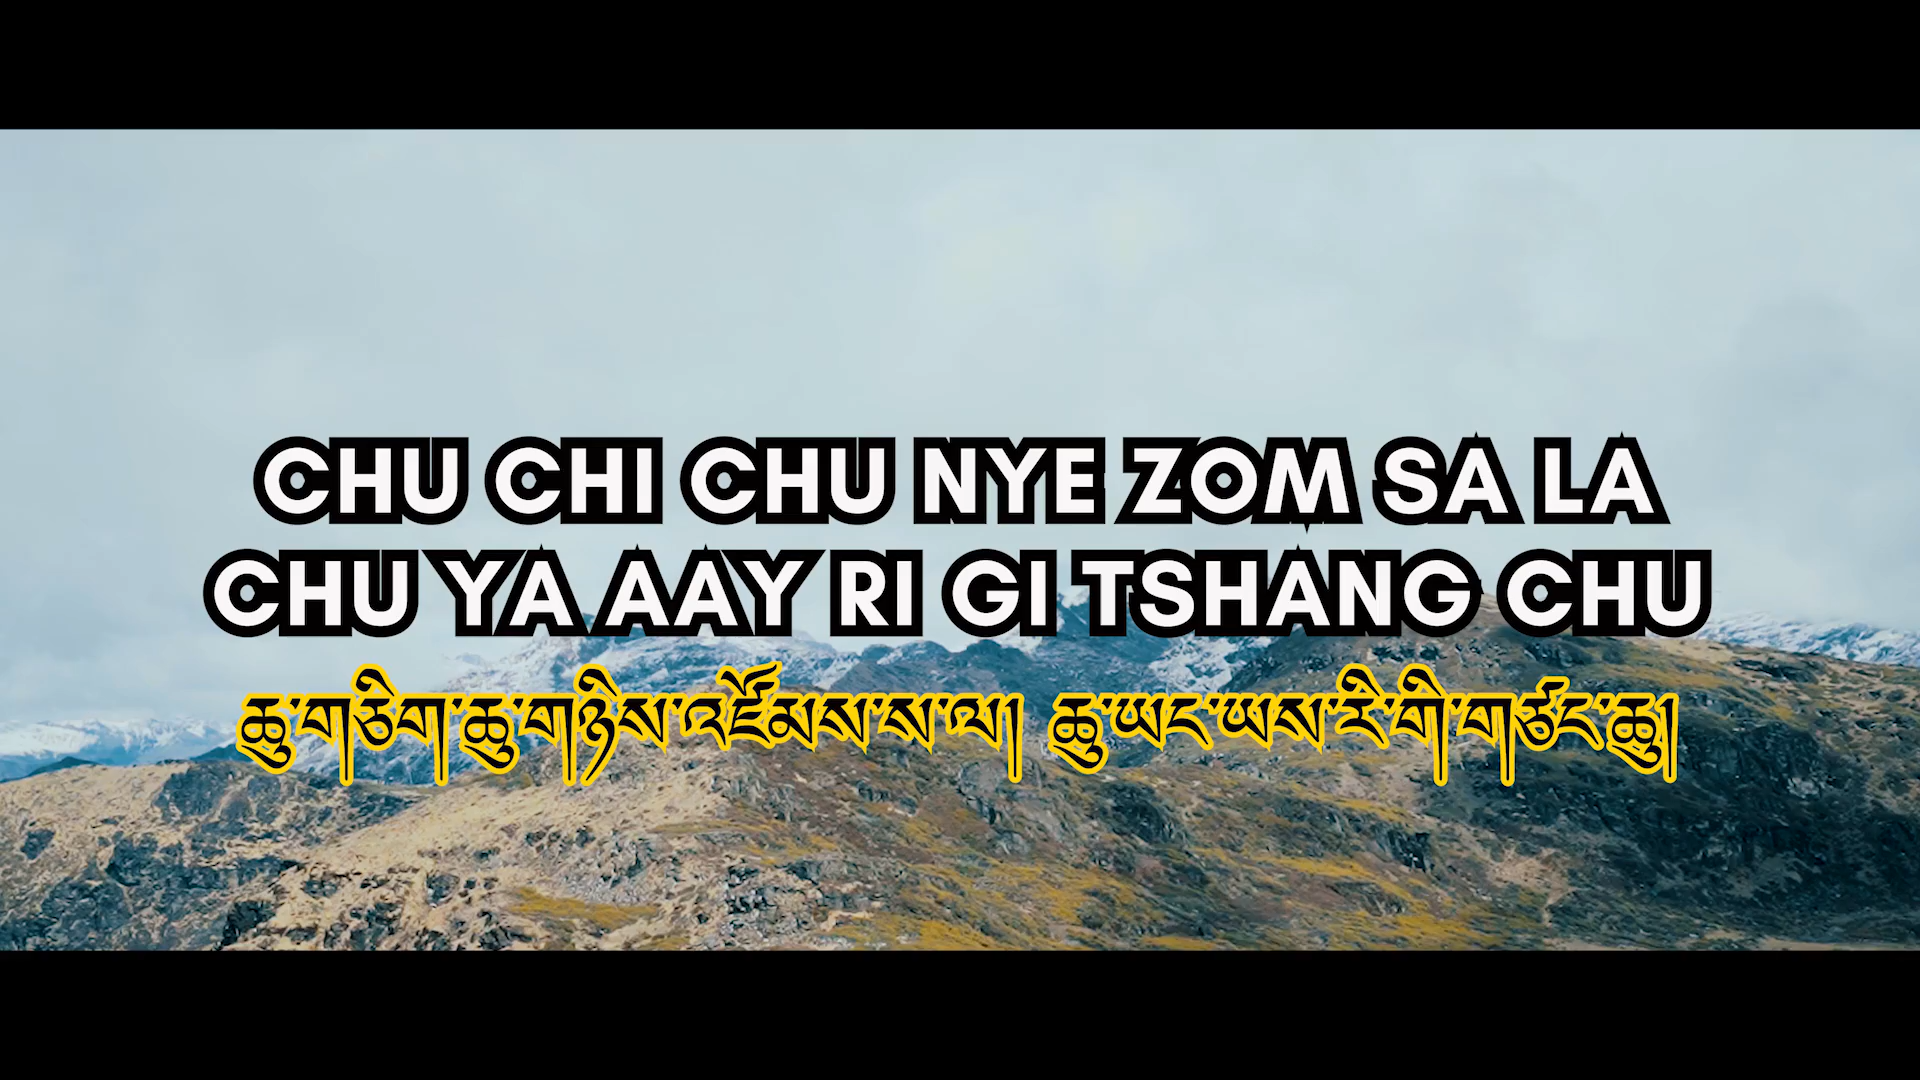 CHU CHI CHU NYE ZOM SA LA
CHU YA AAY RI GI TSHANG CHU
ཆུ་གཅིག་ཆུ་གཉིས་འཛོམས་ས་ལ། ཆུ་ཡང་ཡས་རི་གི་གཙང་ཆུ།